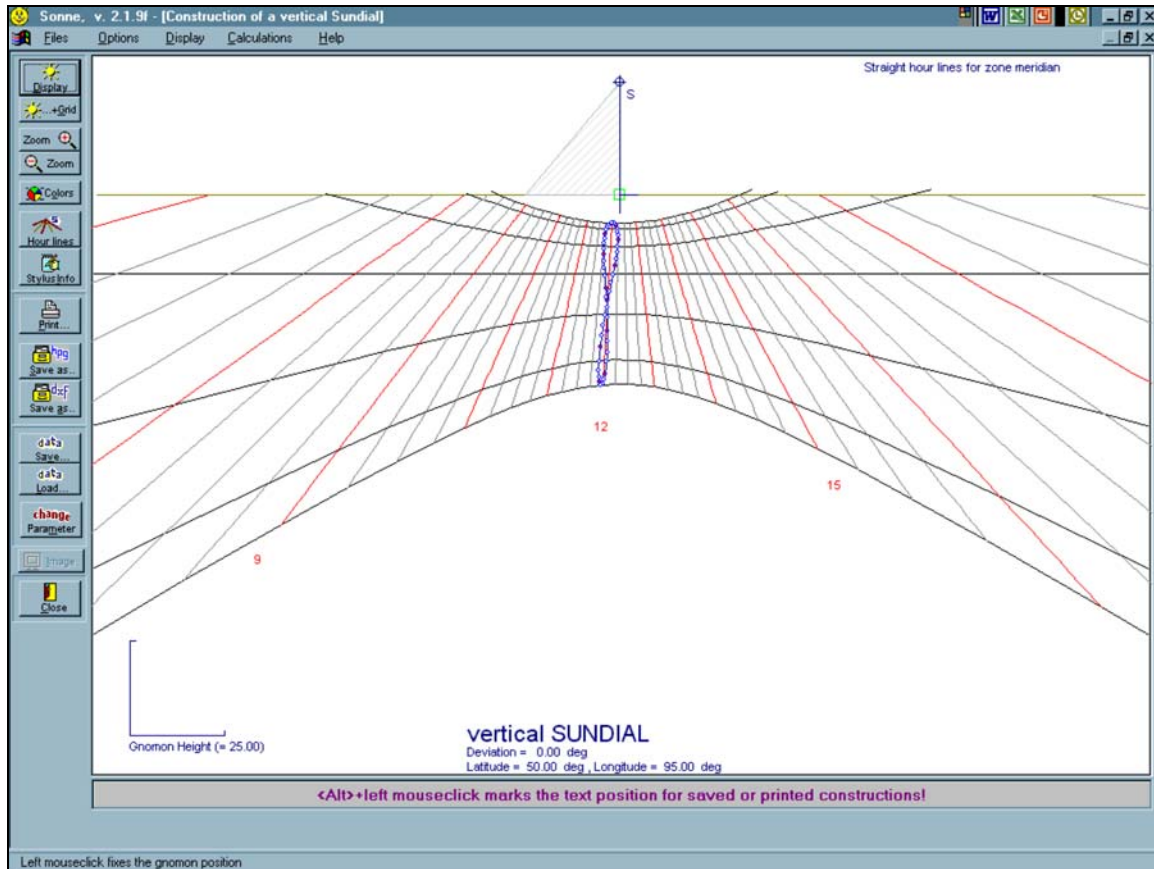 Sonne, v. 2.1.9f - [Construction of a vertical Sundial]
Files Options Display Calculations Help
Display
...+Grid
Zoom
Zoom
Colors
S
Hour lines
Stylus Info
Print...
hpg
Save as..
dxf
Save as..
data
Save...
data
Load...
change
Parameter
Image
Close
Straight hour lines for zone meridian
S
12
15
9
Gnomon Height (= 25.00)
vertical SUNDIAL
Deviation = 0.00 deg
Latitude = 50.00 deg , Longitude = 95.00 deg
<Alt>+left mouseclick marks the text position for saved or printed constructions!
Left mouseclick fixes the gnomon position